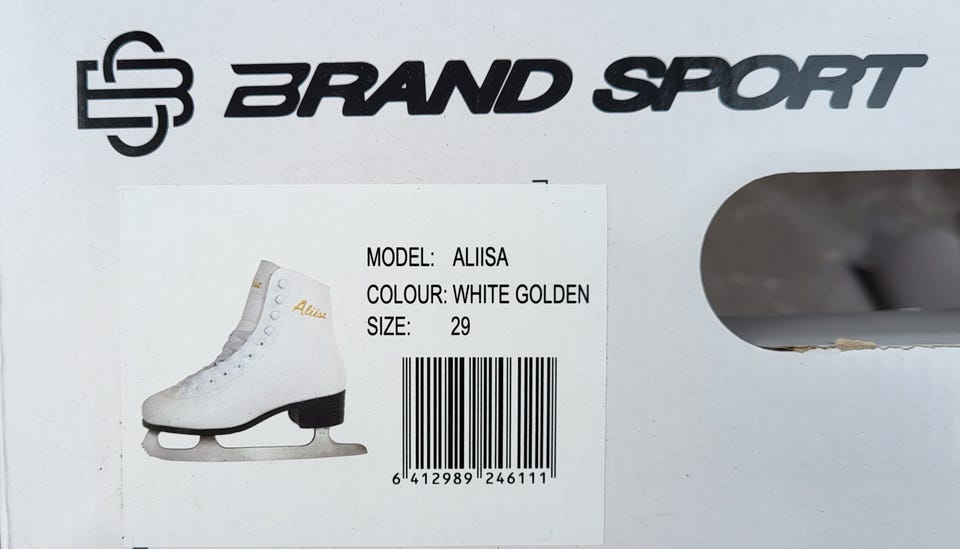 BRAND SPORT
MODEL: ALIISA
COLOUR: WHITE GOLDEN
SIZE: 29
Aliisa
6 412989 246111